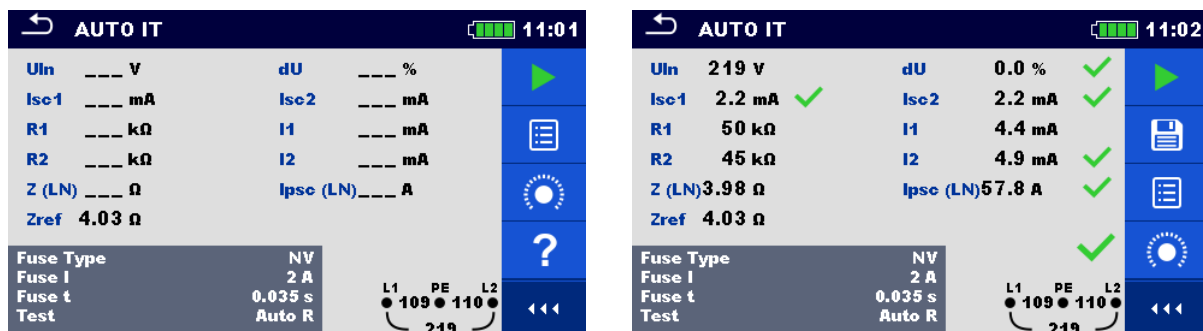 AUTO IT 11:01
Uln ___ V dU ___ %
Isc1 ___ mA Isc2 ___ mA
R1 ___ kΩ I1 ___ mA
R2 ___ kΩ I2 ___ mA
Z (LN) ___ Ω Ipsc (LN)___ A
Zref 4.03 Ω
Fuse Type NV
Fuse I 2 A
Fuse t 0.035 s
Test Auto R
L1 PE L2
109 110
219
?
AUTO IT 11:02
Uln 219 V dU 0.0 %
Isc1 2.2 mA Isc2 2.2 mA
R1 50 kΩ I1 4.4 mA
R2 45 kΩ I2 4.9 mA
Z (LN)3.98 Ω Ipsc (LN)57.8 A
Zref 4.03 Ω
Fuse Type NV
Fuse I 2 A
Fuse t 0.035 s
Test Auto R
L1 PE L2
109 110
219